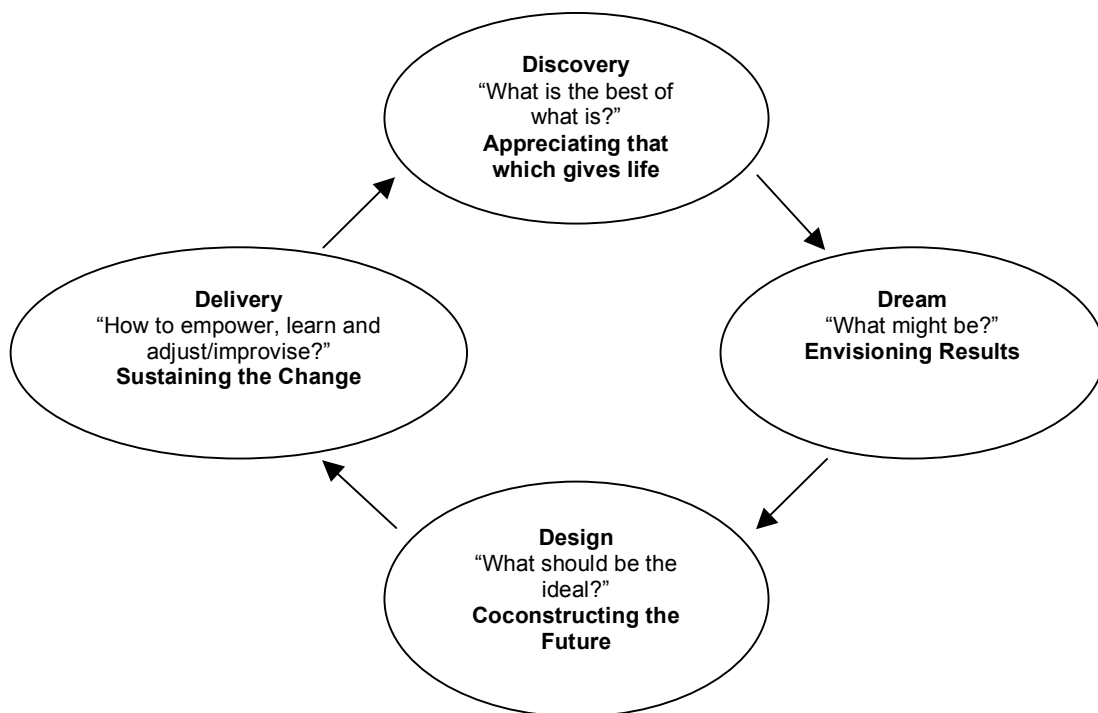 Discovery
“What is the best of
what is?”
Appreciating that
which gives life
Delivery
“How to empower, learn and
adjust/improvise?”
Sustaining the Change
Dream
“What might be?”
Envisioning Results
Design
“What should be the
ideal?”
Coconstructing the
Future